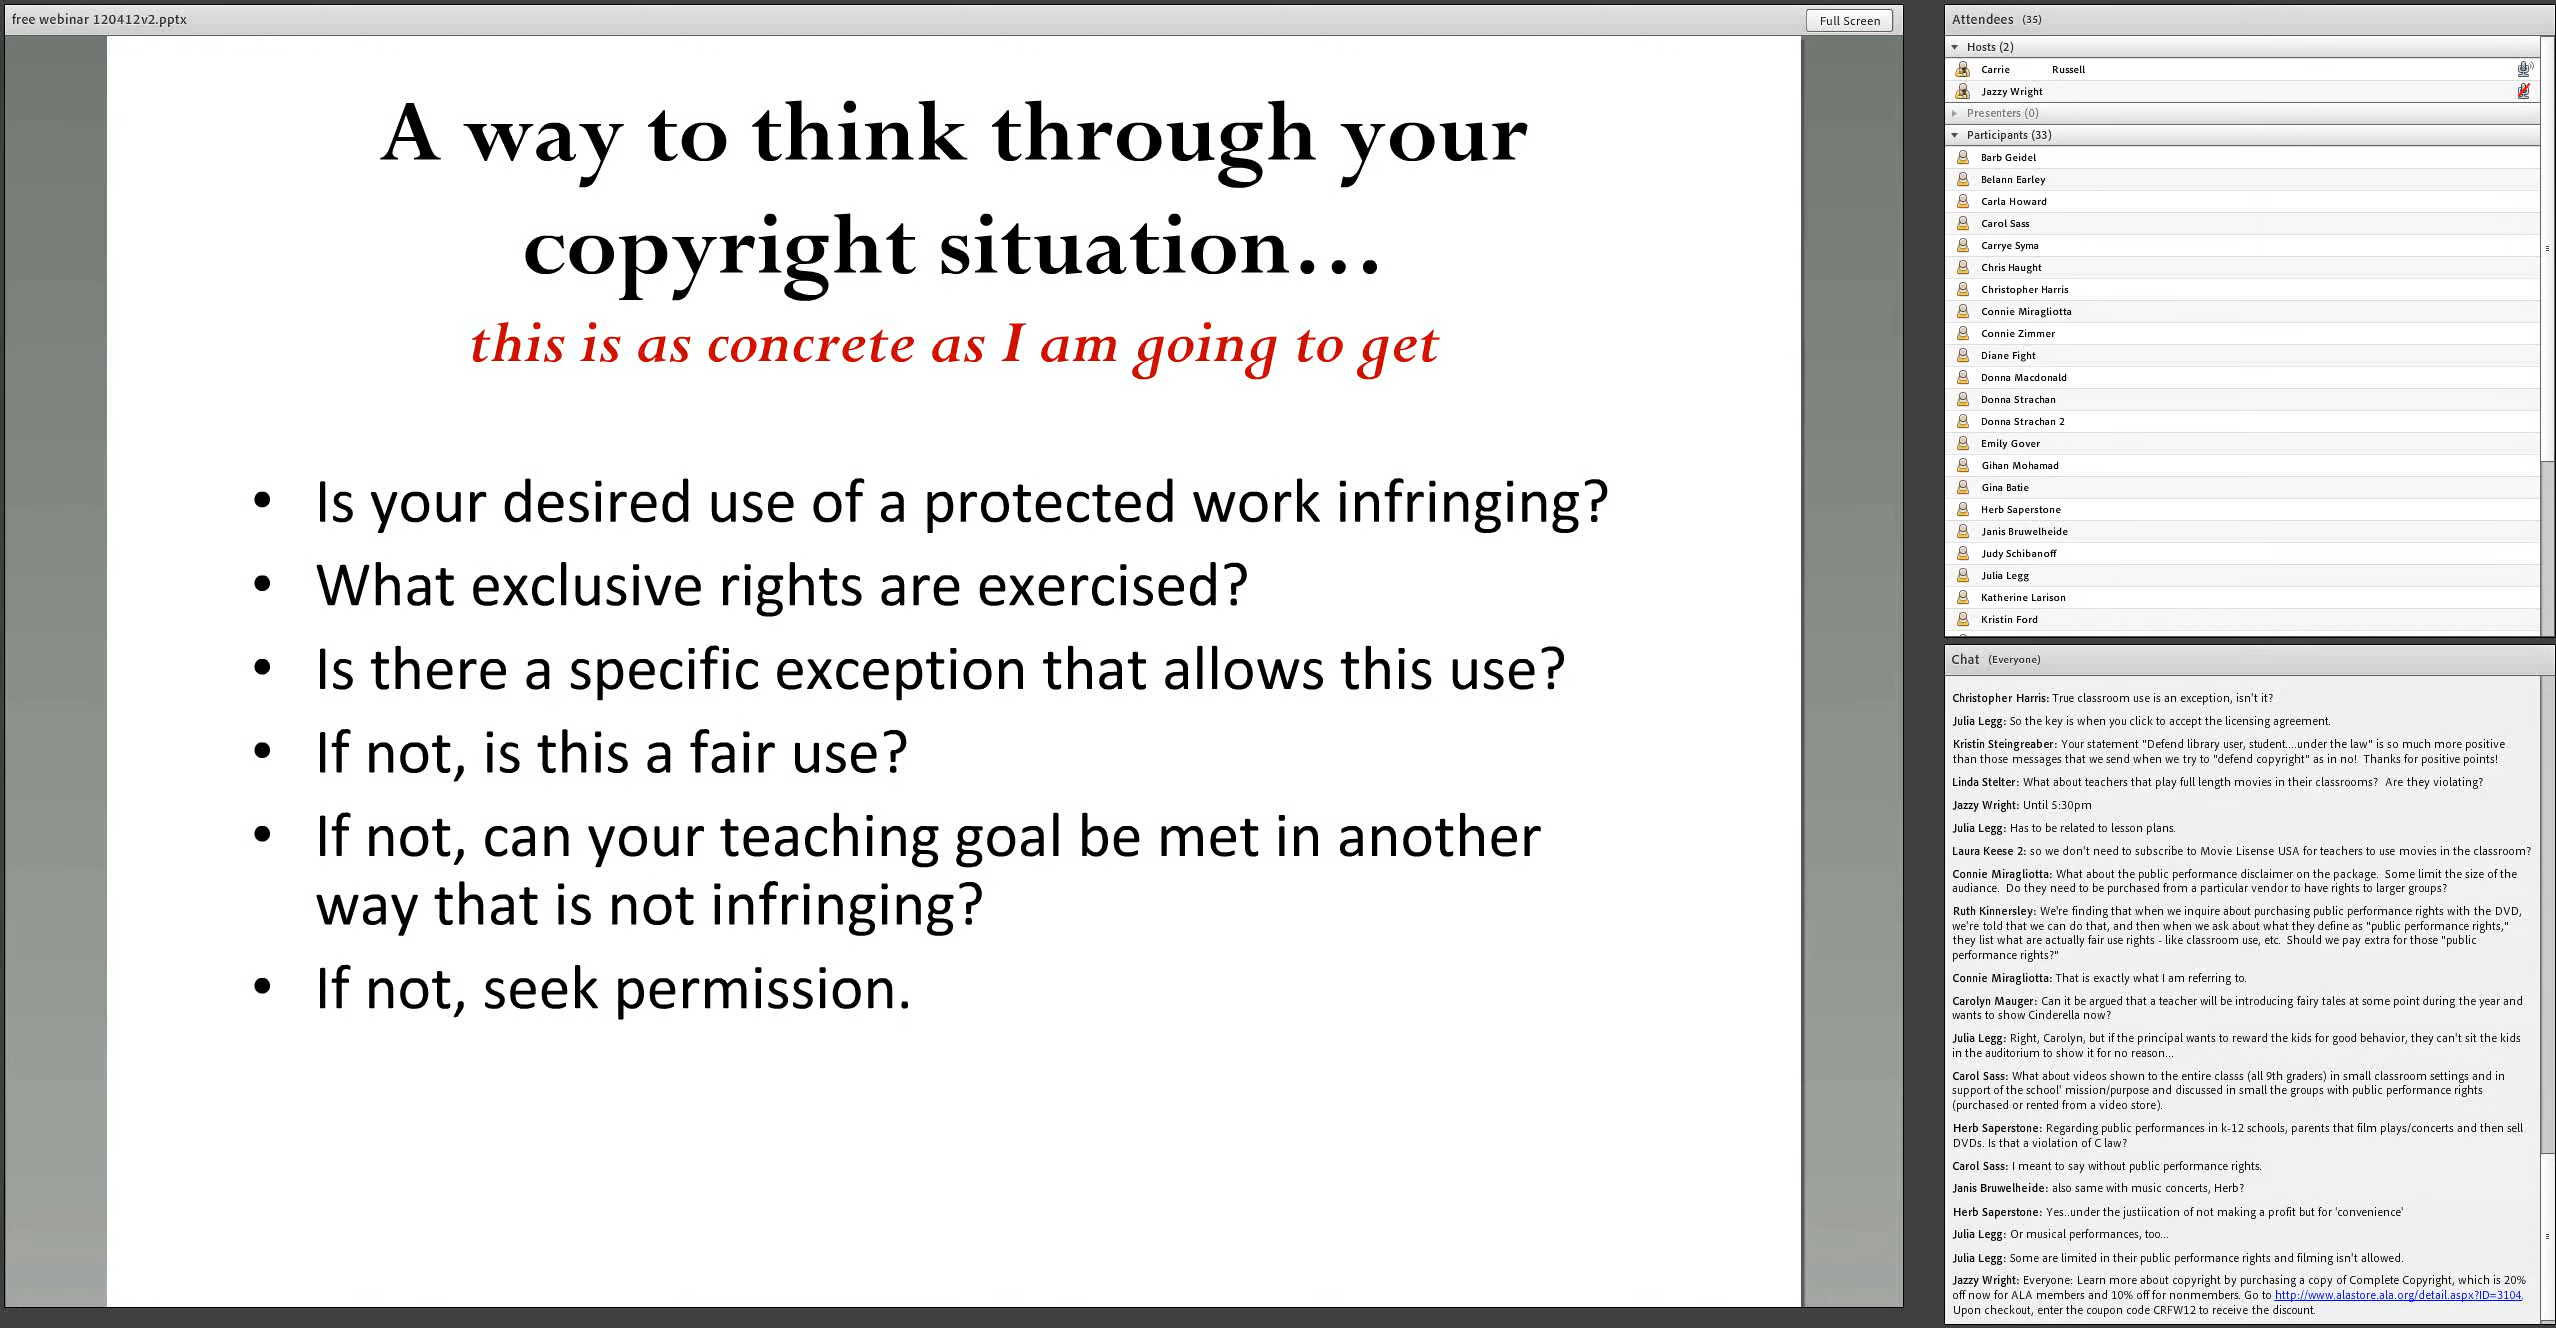 free webinar 120412v2.pptx
Full Screen
A way to think through your
copyright situation…
this is as concrete as I am going to get
• Is your desired use of a protected work infringing?
• What exclusive rights are exercised?
• Is there a specific exception that allows this use?
• If not, is this a fair use?
• If not, can your teaching goal be met in another
way that is not infringing?
• If not, seek permission.
Attendees (35)
Hosts (2)
Carrie Russell
Jazzy Wright
Presenters (0)
Participants (33)
Barb Geidel
Belann Earley
Carla Howard
Carol Sass
Carrye Syma
Chris Haught
Christopher Harris
Connie Miragliotta
Connie Zimmer
Diane Fight
Donna Macdonald
Donna Strachan
Donna Strachan 2
Emily Gover
Gihan Mohamad
Gina Batie
Herb Saperstone
Janis Bruwelheide
Judy Schibanoff
Julia Legg
Katherine Larison
Kristin Ford
Chat (Everyone)
Christopher Harris: True classroom use is an exception, isn't it?
Julia Legg: So the key is when you click to accept the licensing agreement.
Kristin Steingreaber: Your statement "Defend library user, student....under the law" is so much more positive
than those messages that we send when we try to "defend copyright" as in no! Thanks for positive points!
Linda Stelter: What about teachers that play full length movies in their classrooms? Are they violating?
Jazzy Wright: Until 5:30pm
Julia Legg: Has to be related to lesson plans.
Laura Keese 2: so we don't need to subscribe to Movie Lisense USA for teachers to use movies in the classroom?
Connie Miragliotta: What about the public performance disclaimer on the package. Some limit the size of the
audiance. Do they need to be purchased from a particular vendor to have rights to larger groups?
Ruth Kinnersley: We're finding that when we inquire about purchasing public performance rights with the DVD,
we're told that we can do that, and then when we ask about what they define as "public performance rights,"
they list what are actually fair use rights - like classroom use, etc. Should we pay extra for those "public
performance rights?"
Connie Miragliotta: That is exactly what I am referring to.
Carolyn Mauger: Can it be argued that a teacher will be introducing fairy tales at some point during the year and
wants to show Cinderella now?
Julia Legg: Right, Carolyn, but if the principal wants to reward the kids for good behavior, they can't sit the kids
in the auditorium to show it for no reason...
Carol Sass: What about videos shown to the entire classs (all 9th graders) in small classroom settings and in
support of the school' mission/purpose and discussed in small the groups with public performance rights
(purchased or rented from a video store).
Herb Saperstone: Regarding public performances in k-12 schools, parents that film plays/concerts and then sell
DVDs. Is that a violation of C law?
Carol Sass: I meant to say without public performance rights.
Janis Bruwelheide: also same with music concerts, Herb?
Herb Saperstone: Yes..under the justiication of not making a profit but for 'convenience'
Julia Legg: Or musical performances, too...
Julia Legg: Some are limited in their public performance rights and filming isn't allowed.
Jazzy Wright: Everyone: Learn more about copyright by purchasing a copy of Complete Copyright, which is 20%
off now for ALA members and 10% off for nonmembers. Go to http://www.alastore.ala.org/detail.aspx?ID=3104.
Upon checkout, enter the coupon code CRFW12 to receive the discount.